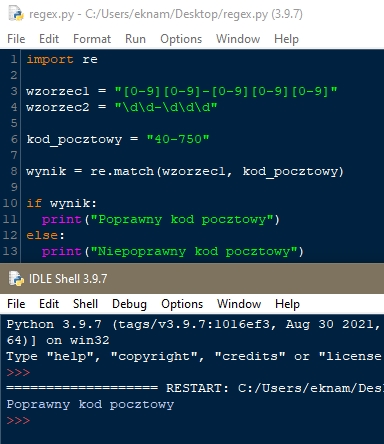 regex.py - C:/Users/eknam/Desktop/regex.py (3.9.7)
File Edit Format Run Options Window Help
1 import re
2
3 wzorzec1 = "[0-9][0-9]-[0-9][0-9][0-9]"
4 wzorzec2 = "\d\d-\d\d\d"
5
6 kod_pocztowy = "40-750"
7
8 wynik = re.match(wzorzec1, kod_pocztowy)
9
10 if wynik:
11 print("Poprawny kod pocztowy")
12 else:
13 print("Niepoprawny kod pocztowy")
IDLE Shell 3.9.7
File Edit Shell Debug Options Window Help
Python 3.9.7 (tags/v3.9.7:1016ef3, Aug 30 2021,
64)] on win32
Type "help", "copyright", "credits" or "license
>>>
=================== RESTART: C:/Users/eknam/Des
Poprawny kod pocztowy
>>>